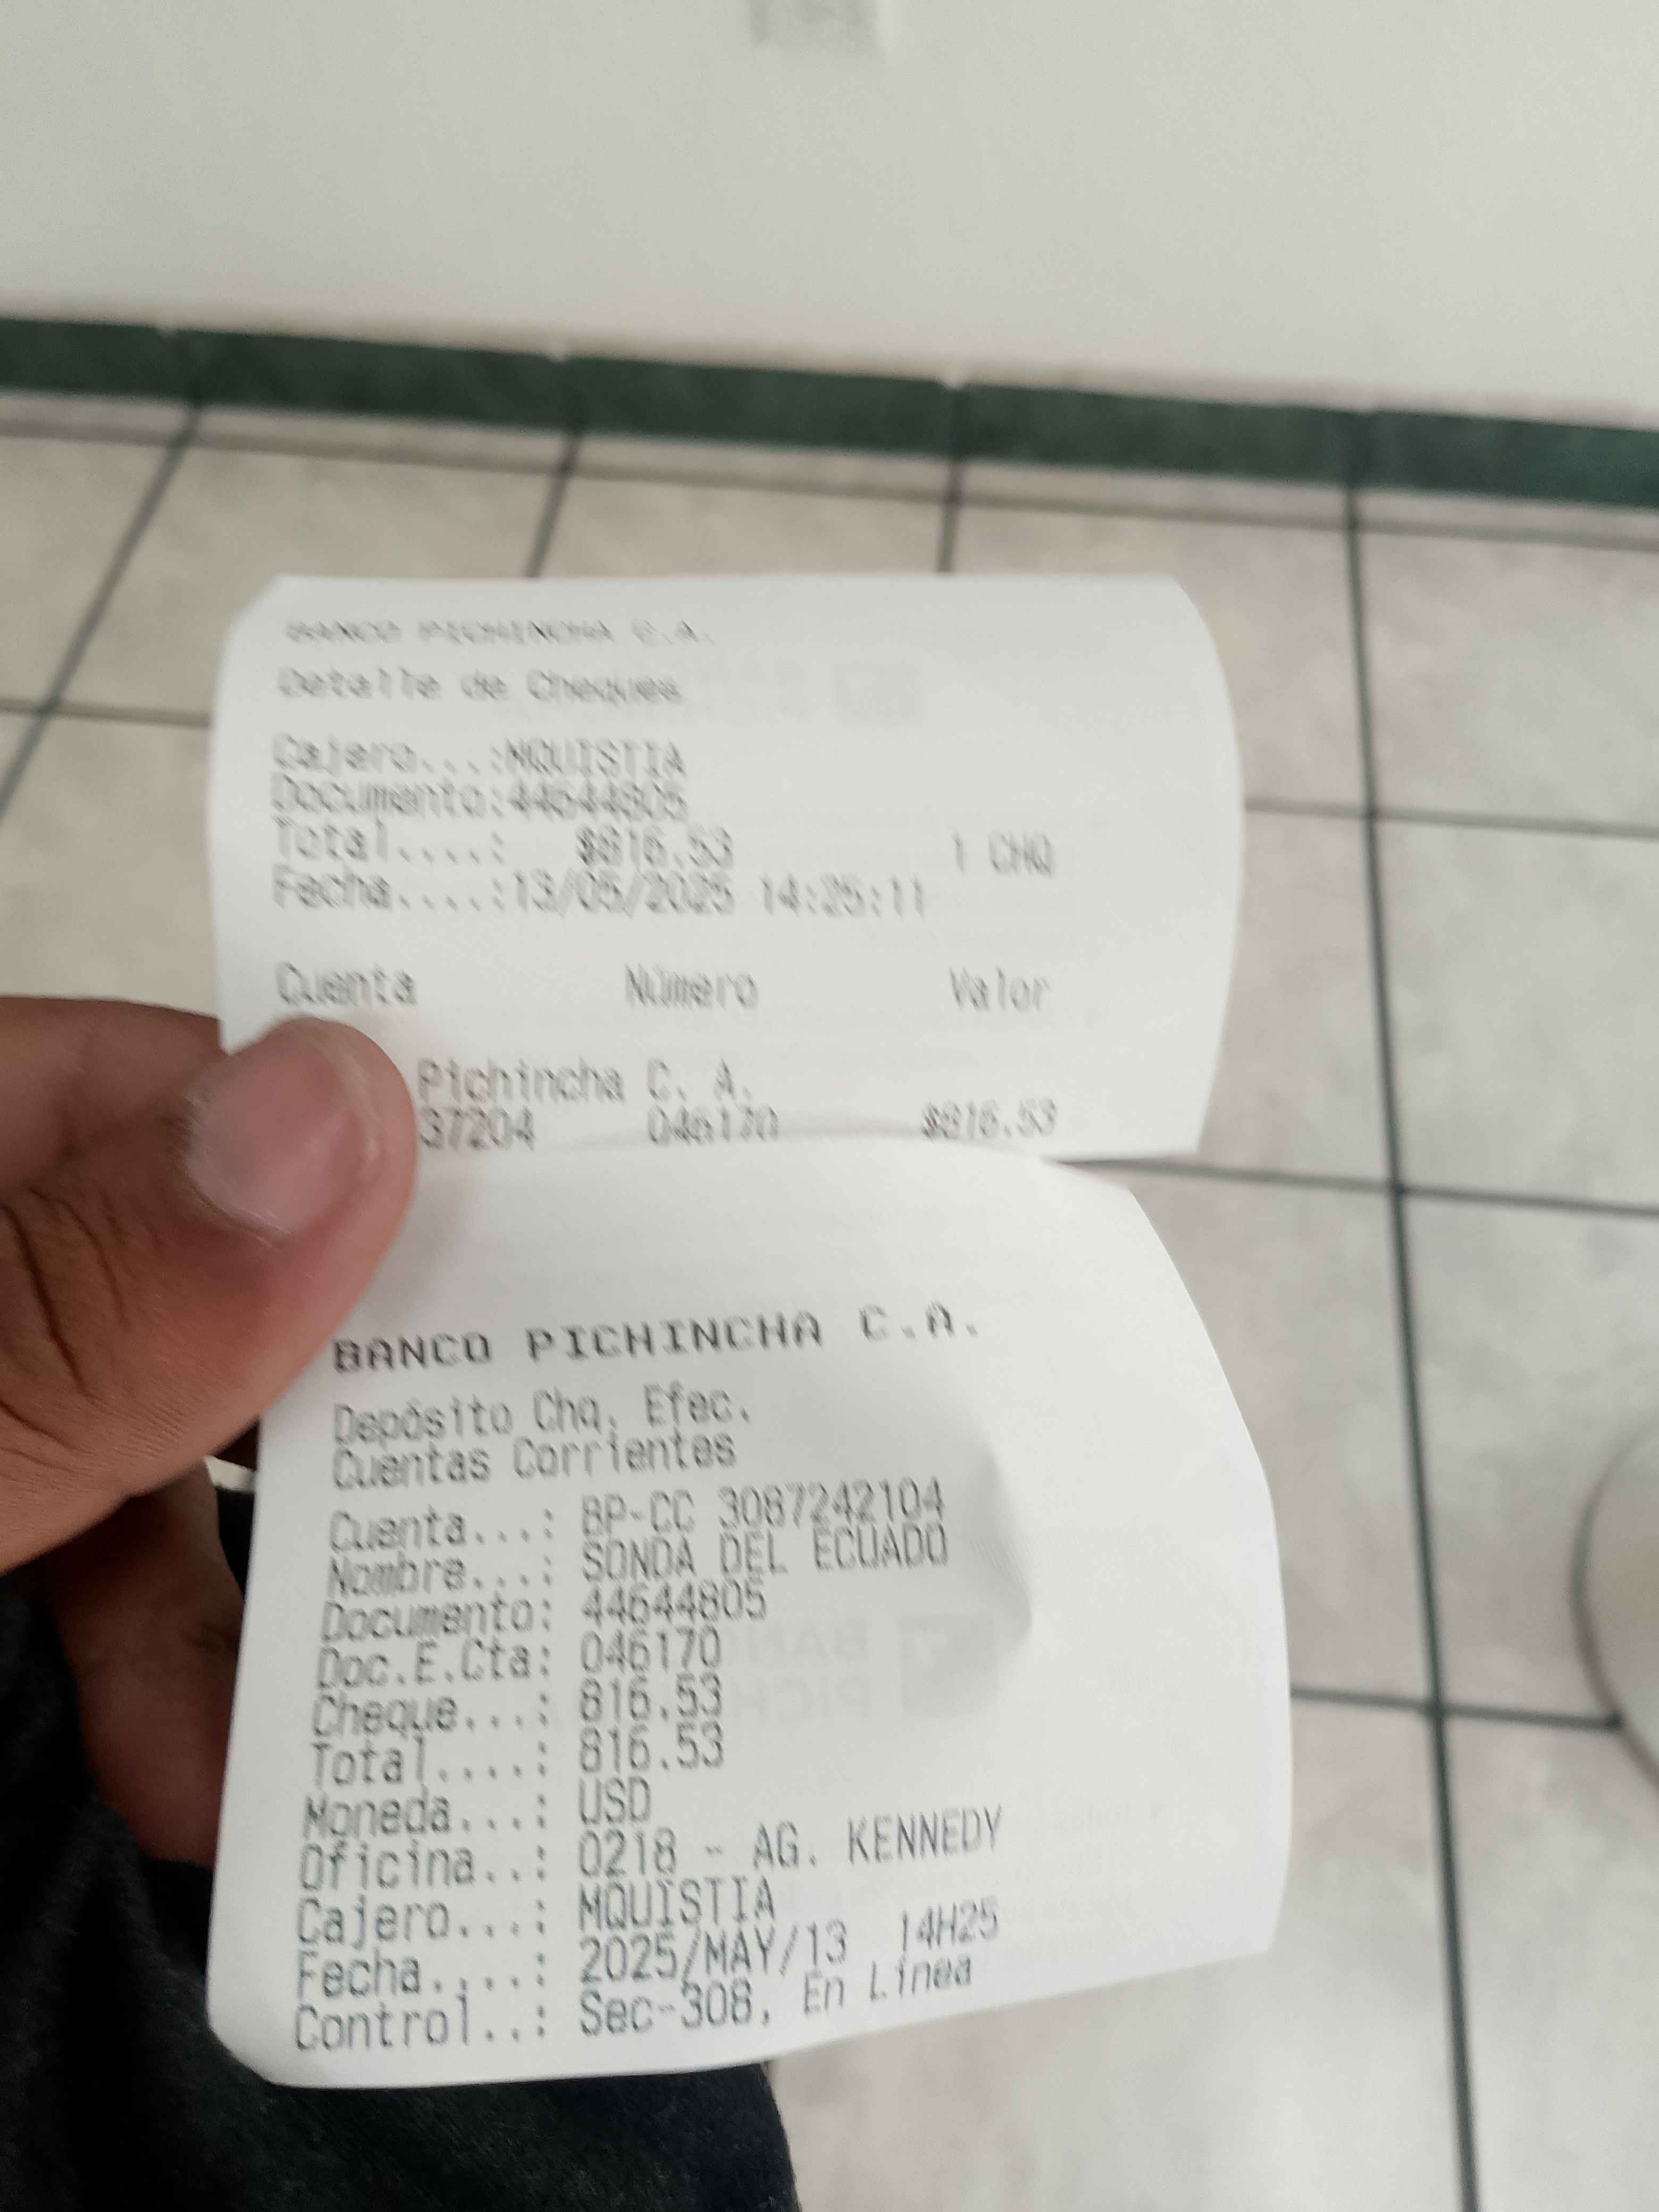 BANCO PICHINCHA C.A.
Detalle de Cheques
Cajero...:MQUISTIA
Documento:44644805
Total....: $816.53 1 CHQ
Fecha....:13/05/2025 14:25:11
Cuenta Número Valor
Pichincha C. A.
37204 046170 $816.53
BANCO PICHINCHA C.A.
Depósito Chq. Efec.
Cuentas Corrientes
Cuenta...: BP-CC 3087242104
Nombre...: SONDA DEL ECUADO
Documento: 44644805
Doc.E.Cta: 046170
Cheque...: 816.53
Total....: 816.53
Moneda...: USD
Oficina..: 0218 - AG. KENNEDY
Cajero...: MQUISTIA
Fecha....: 2025/MAY/13 14H25
Control..: Sec-308, En Línea